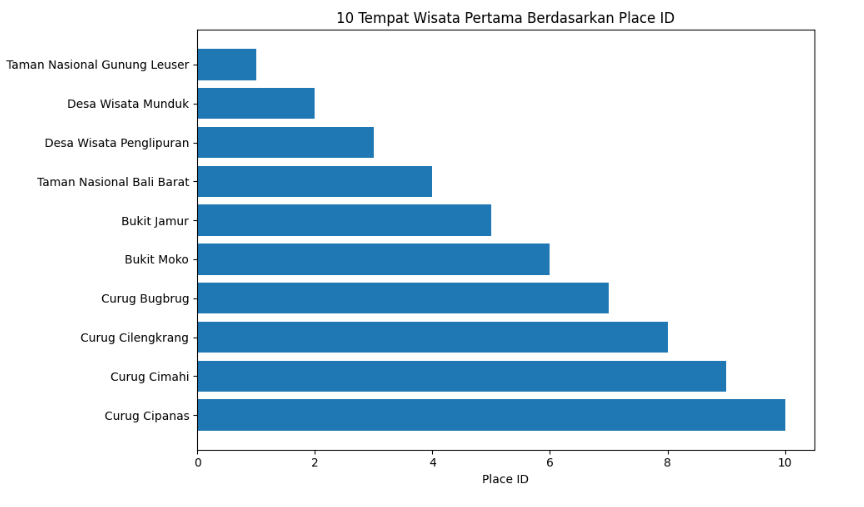 10 Tempat Wisata Pertama Berdasarkan Place ID
Taman Nasional Gunung Leuser
Desa Wisata Munduk
Desa Wisata Penglipuran
Taman Nasional Bali Barat
Bukit Jamur
Bukit Moko
Curug Bugbrug
Curug Cilengkrang
Curug Cimahi
Curug Cipanas
0 2 4 6 8 10
Place ID